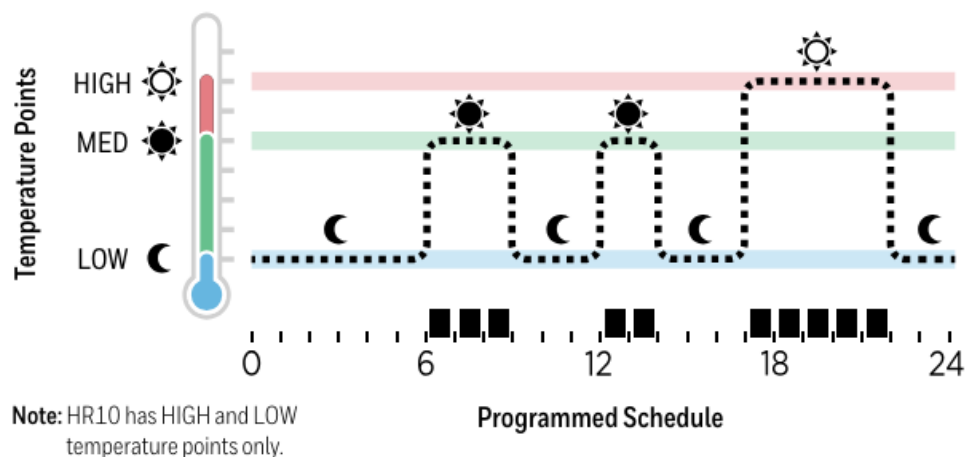 Temperature Points
HIGH
MED
LOW
0 6 12 18 24
Programmed Schedule
Note: HR10 has HIGH and LOW
temperature points only.